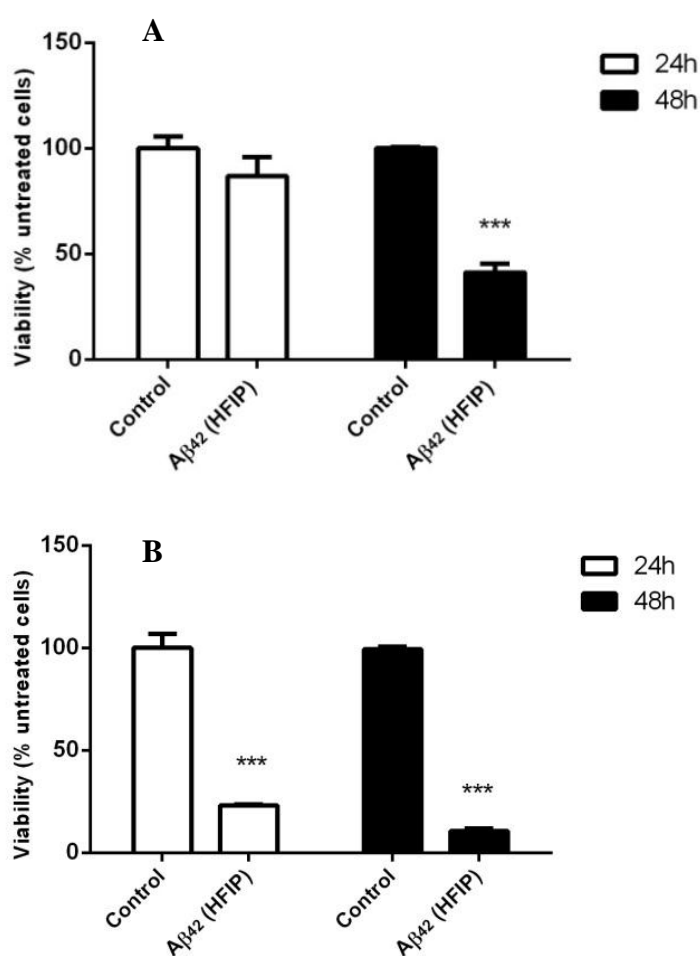 A
150
100
50
0
Viability (% untreated cells)
24h
48h
***
Control
Aβ42 (HFIP)
Control
Aβ42 (HFIP)
B
150
100
50
0
Viability (% untreated cells)
24h
48h
***
***
Control
Aβ42 (HFIP)
Control
Aβ42 (HFIP)